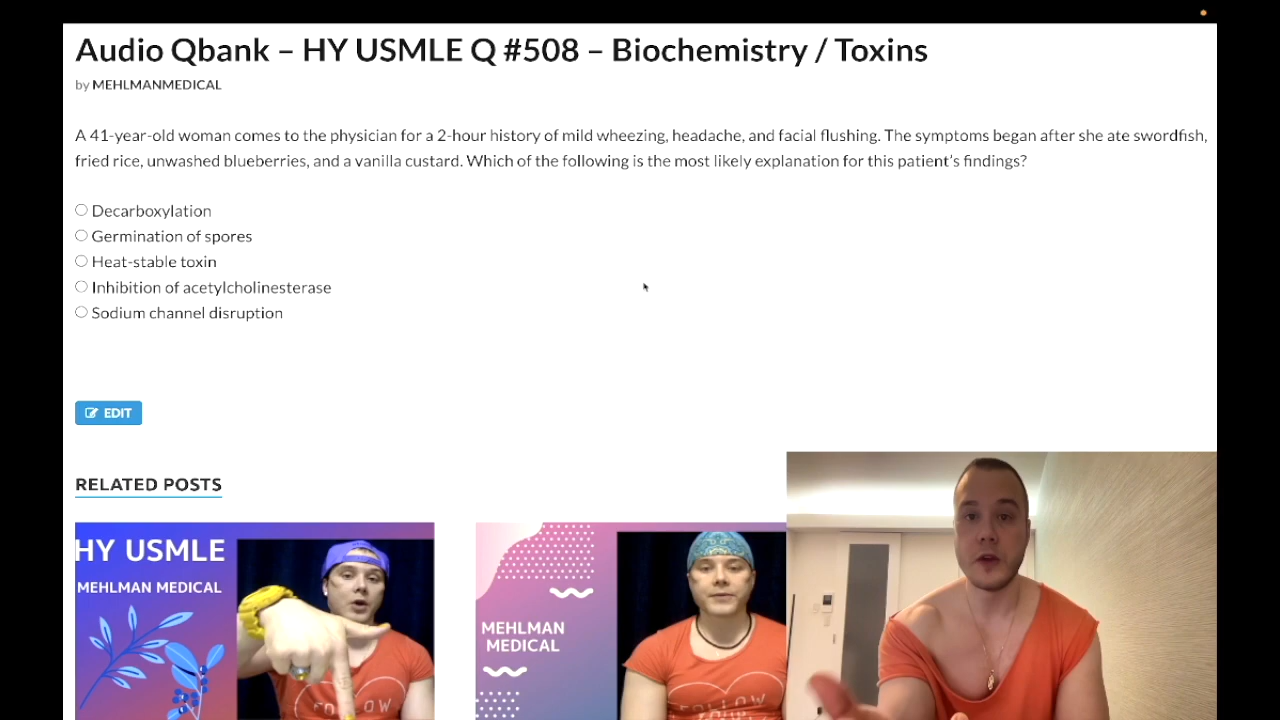 Audio Qbank – HY USMLE Q #508 – Biochemistry / Toxins
by MEHLMANMEDICAL
A 41-year-old woman comes to the physician for a 2-hour history of mild wheezing, headache, and facial flushing. The symptoms began after she ate swordfish,
fried rice, unwashed blueberries, and a vanilla custard. Which of the following is the most likely explanation for this patient’s findings?
Decarboxylation
Germination of spores
Heat-stable toxin
Inhibition of acetylcholinesterase
Sodium channel disruption
EDIT
RELATED POSTS
HY USMLE
MEHLMAN MEDICAL
FOLLOW
MEHLMAN
MEDICAL
FOLLOW